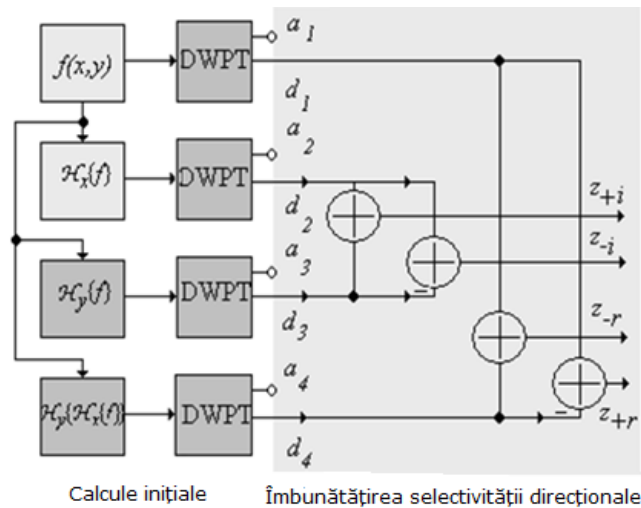 f(x,y)
DWPT
a1
d1
ℋx{f}
DWPT
a2
d2
z+i
z-i
ℋy{f}
DWPT
a3
d3
z-r
ℋy{ℋx{f}}
DWPT
a4
d4
z+r
Calcule inițiale
Îmbunătățirea selectivității direcționale